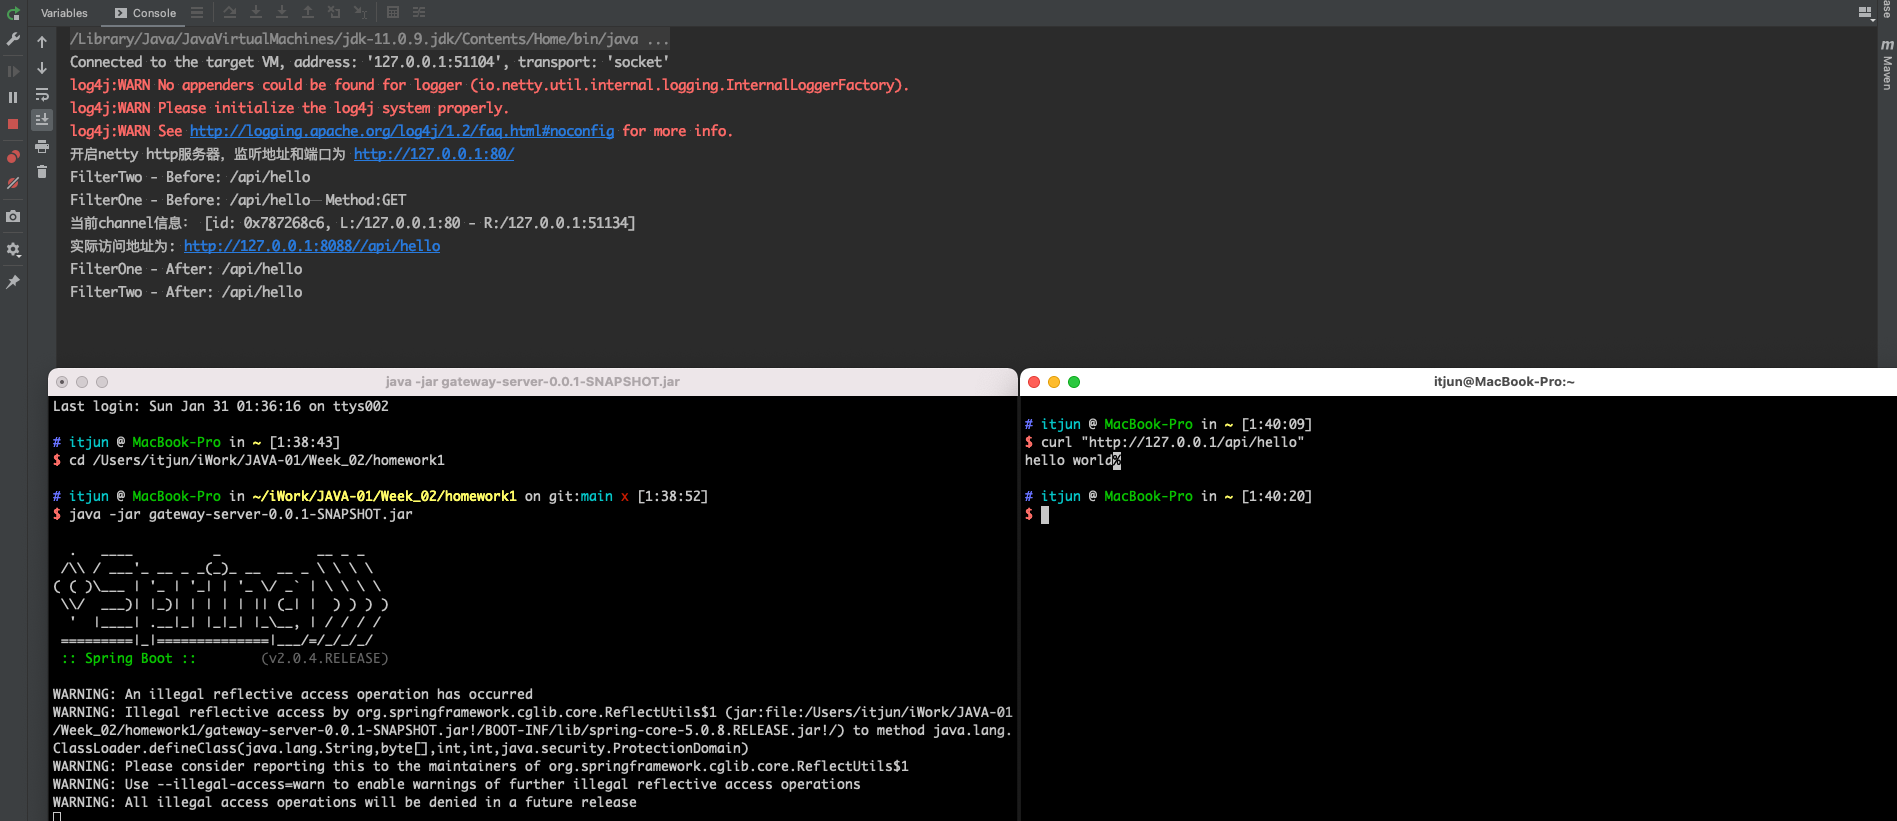 Variables Console
ase
Maven
/Library/Java/JavaVirtualMachines/jdk-11.0.9.jdk/Contents/Home/bin/java ...
Connected to the target VM, address: '127.0.0.1:51104', transport: 'socket'
log4j:WARN No appenders could be found for logger (io.netty.util.internal.logging.InternalLoggerFactory).
log4j:WARN Please initialize the log4j system properly.
log4j:WARN See http://logging.apache.org/log4j/1.2/faq.html#noconfig for more info.
开启netty http服务器，监听地址和端口为 http://127.0.0.1:80/
FilterTwo - Before: /api/hello
FilterOne - Before: /api/hello— Method:GET
当前channel信息： [id: 0x787268c6, L:/127.0.0.1:80 - R:/127.0.0.1:51134]
实际访问地址为: http://127.0.0.1:8088//api/hello
FilterOne - After: /api/hello
FilterTwo - After: /api/hello
java -jar gateway-server-0.0.1-SNAPSHOT.jar
Last login: Sun Jan 31 01:36:16 on ttys002
# itjun @ MacBook-Pro in ~ [1:38:43]
$ cd /Users/itjun/iWork/JAVA-01/Week_02/homework1
# itjun @ MacBook-Pro in ~/iWork/JAVA-01/Week_02/homework1 on git:main x [1:38:52]
$ java -jar gateway-server-0.0.1-SNAPSHOT.jar
  .   ____          _            __ _ _
 /\\ / ___'_ __ _ _(_)_ __  __ _ \ \ \ \
( ( )\___ | '_ | '_| | '_ \/ _` | \ \ \ \
 \\/  ___)| |_)| | | | | || (_| |  ) ) ) )
  '  |____| .__|_| |_|_| |_\__, | / / / /
 =========|_|==============|___/=/_/_/_/
 :: Spring Boot ::        (v2.0.4.RELEASE)
WARNING: An illegal reflective access operation has occurred
WARNING: Illegal reflective access by org.springframework.cglib.core.ReflectUtils$1 (jar:file:/Users/itjun/iWork/JAVA-01
/Week_02/homework1/gateway-server-0.0.1-SNAPSHOT.jar!/BOOT-INF/lib/spring-core-5.0.8.RELEASE.jar!/) to method java.lang.
ClassLoader.defineClass(java.lang.String,byte[],int,int,java.security.ProtectionDomain)
WARNING: Please consider reporting this to the maintainers of org.springframework.cglib.core.ReflectUtils$1
WARNING: Use --illegal-access=warn to enable warnings of further illegal reflective access operations
WARNING: All illegal access operations will be denied in a future release
itjun@MacBook-Pro:~
# itjun @ MacBook-Pro in ~ [1:40:09]
$ curl "http://127.0.0.1/api/hello"
hello world%
# itjun @ MacBook-Pro in ~ [1:40:20]
$